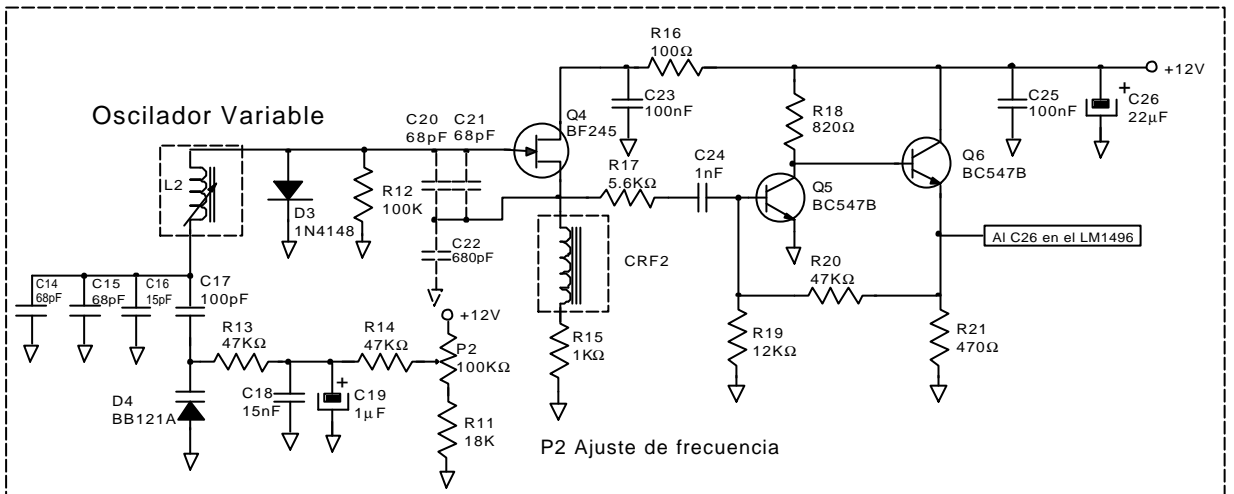 Oscilador Variable
R16
100Ω
+12V
C23
100nF
Q4
BF245
C20
68pF
C21
68pF
R18
820Ω
C25
100nF
+
C26
22µF
L2
D3
1N4148
R12
100K
R17
5.6KΩ
C24
1nF
Q5
BC547B
Q6
BC547B
Al C26 en el LM1496
C22
680pF
CRF2
R20
47KΩ
C14
68pF
C15
68pF
C16
15pF
C17
100pF
R13
47KΩ
R14
47KΩ
+12V
P2
100KΩ
R15
1KΩ
R19
12KΩ
R21
470Ω
D4
BB121A
C18
15nF
+
C19
1µF
R11
18K
P2 Ajuste de frecuencia